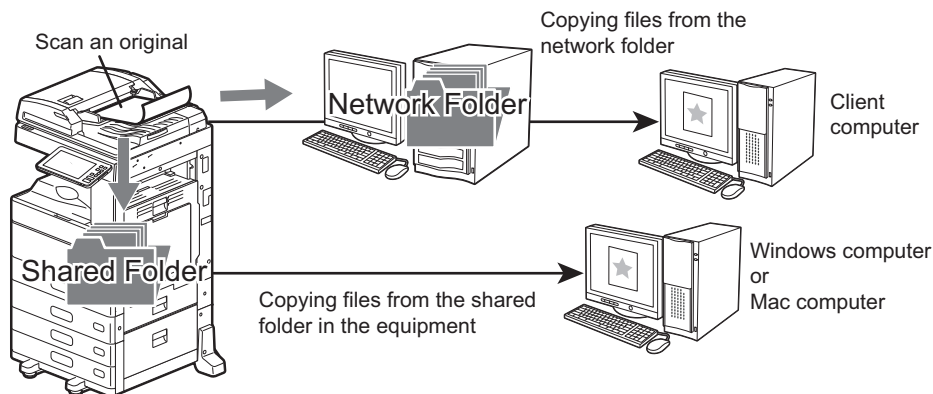 Scan an original
Copying files from the
network folder
Network Folder
Client
computer
Shared Folder
Copying files from the shared
folder in the equipment
Windows computer
or
Mac computer